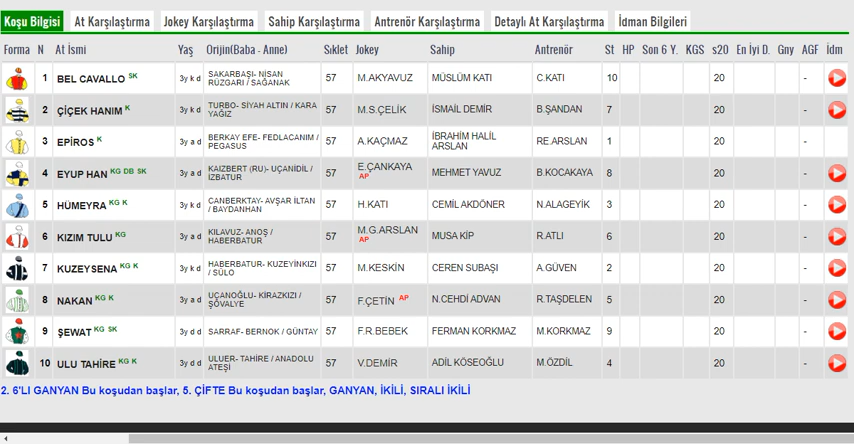 Koşu Bilgisi At Karşılaştırma Jokey Karşılaştırma Sahip Karşılaştırma Antrenör Karşılaştırma Detaylı At Karşılaştırma İdman Bilgileri
Forma N At İsmi Yaş Orijin(Baba - Anne) Sıklet Jokey Sahip Antrenör St HP Son 6 Y. KGS s20 En İyi D. Gny AGF İdm
1 BEL CAVALLO SK 3y k d SAKARBAŞI- NİSAN RÜZGARI / SAĞANAK 57 M.AKYAVUZ MÜSLÜM KATI C.KATI 10 20 -
2 ÇİÇEK HANIM K 3y k d TURBO- SİYAH ALTIN / KARA YAĞIZ 57 M.S.ÇELİK İSMAİL DEMİR B.ŞANDAN 7 20 -
3 EPİROS K 3y a d BERKAY EFE- FEDLACANIM / PEGASUS 57 A.KAÇMAZ İBRAHİM HALİL ARSLAN RE ARSLAN 1 20 -
4 EYUP HAN KG DB SK 3y a d KAIZBERT (RU)- UÇANİDİL / İZBATUR 57 E.ÇANKAYA AP MEHMET YAVUZ B.KOCAKAYA 8 20 -
5 HÜMEYRA KG K 3y k d CANBERKTAY- AVŞAR İLTAN / BAYDANHAN 57 H.KATI CEMİL AKDÖNER N.ALAGEYİK 3 20 -
6 KIZIM TULU KG 3y a d KILAVUZ- ANOŞ / HABERBATUR 57 M.G.ARSLAN AP MUSA KİP R.ATLI 6 20 -
7 KUZEYSENA KG K 3y k d HABERBATUR- KUZEYİNKIZI / SÜLO 57 M.KESKİN CEREN SUBAŞI A.GÜVEN 2 20 -
8 NAKAN KG K 3y a d UÇANOĞLU- KİRAZKIZI / ŞÖVALYE 57 F.ÇETİN AP N.CEHDİ ADVAN R.TAŞDELEN 5 20 -
9 ŞEWAT KG SK 3y d d SARRAF- BERNOK / GÜNTAY 57 F.R.BEBEK FERMAN KORKMAZ M.KORKMAZ 9 20 -
10 ULU TAHİRE KG K 3y d d ULUER- TAHİRE / ANADOLU ATEŞİ 57 V.DEMİR ADİL KÖSEOĞLU M.ÖZDİL 4 20 -
2. 6'LI GANYAN Bu koşudan başlar, 5. ÇİFTE Bu koşudan başlar, GANYAN, İKİLİ, SIRALI İKİLİ